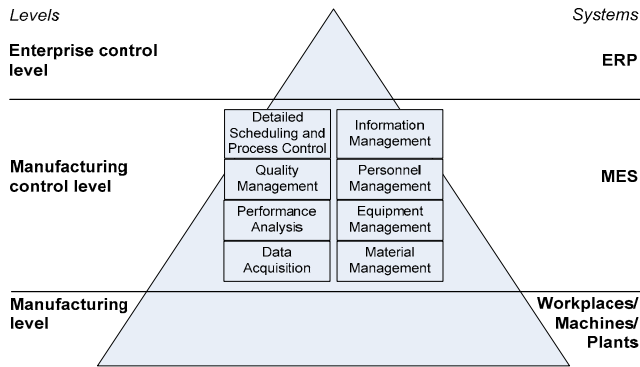 Levels
Systems
Enterprise control
level
ERP
Detailed
Scheduling and
Process Control
Information
Management
Manufacturing
control level
Quality
Management
Personnel
Management
MES
Performance
Analysis
Equipment
Management
Data
Acquisition
Material
Management
Manufacturing
level
Workplaces/
Machines/
Plants